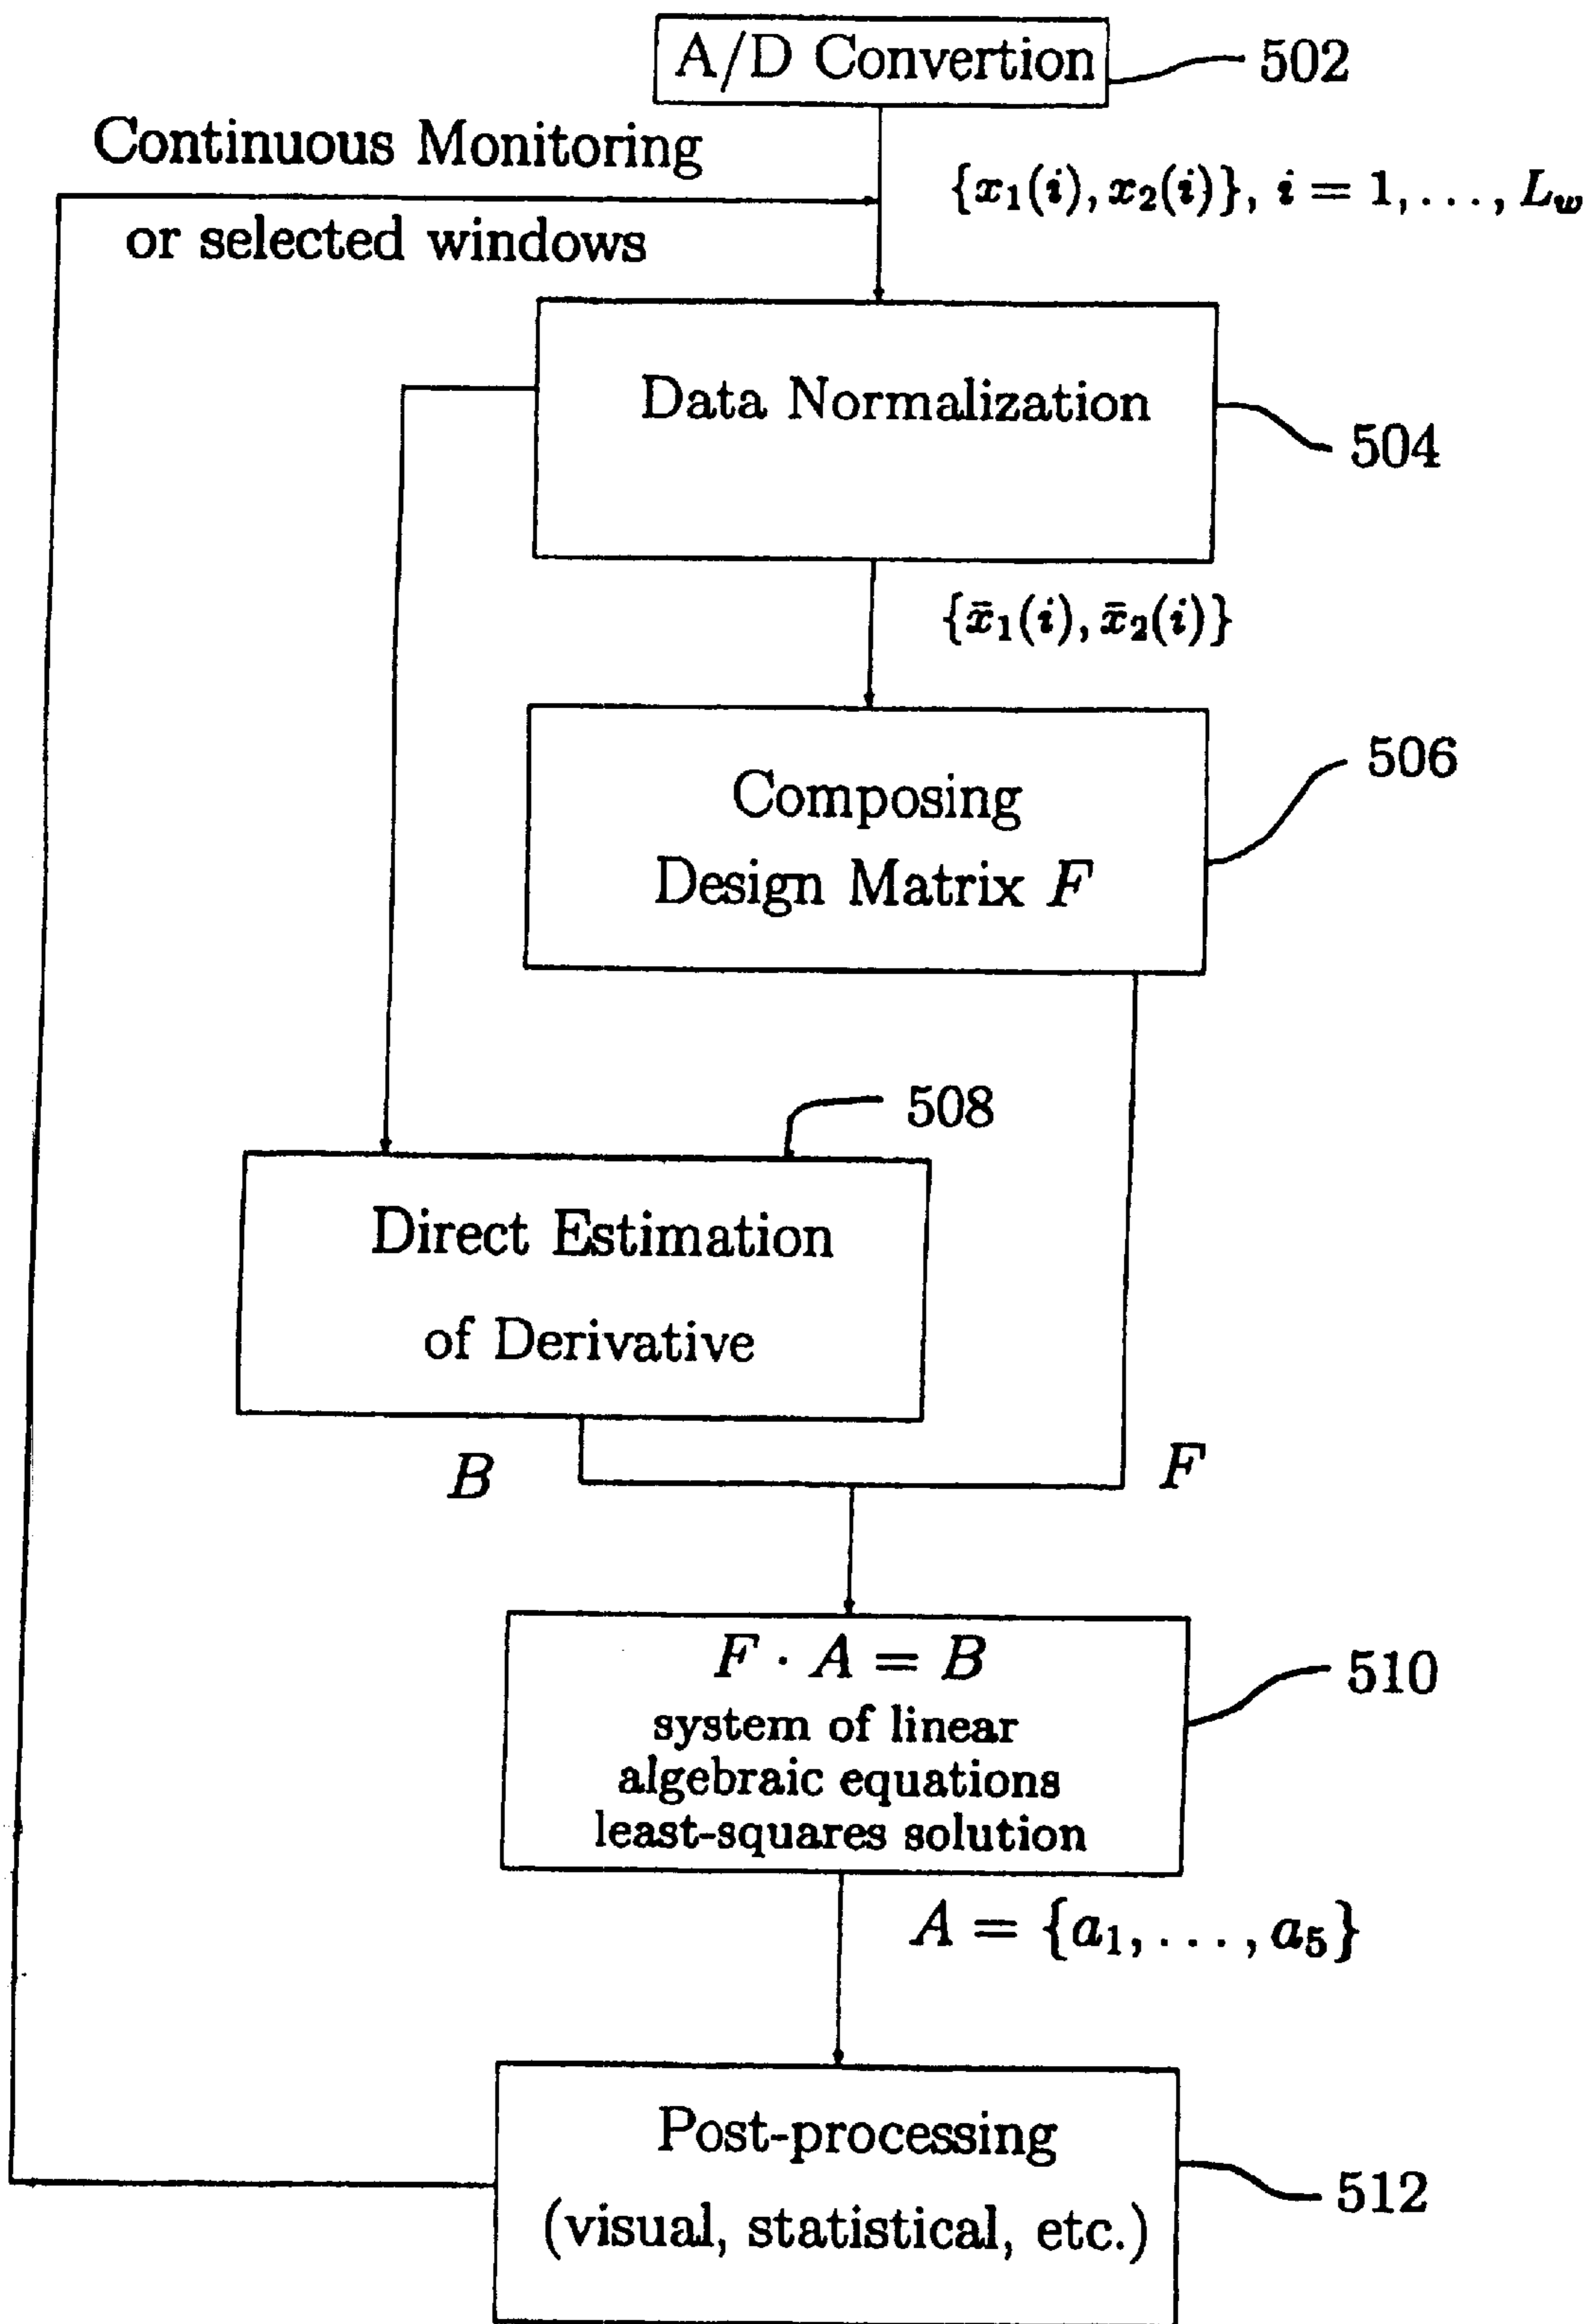 A/D Convertion
502
Continuous Monitoring
or selected windows
{x₁(i), x₂(i)}, i = 1, . . . , L_w
Data Normalization
504
{x̄₁(i), x̄₂(i)}
Composing
Design Matrix F
506
508
Direct Estimation
of Derivative
B
F
F · A = B
system of linear
algebraic equations
least-squares solution
510
A = {a₁, . . . , a₅}
Post-processing
(visual, statistical, etc.)
512